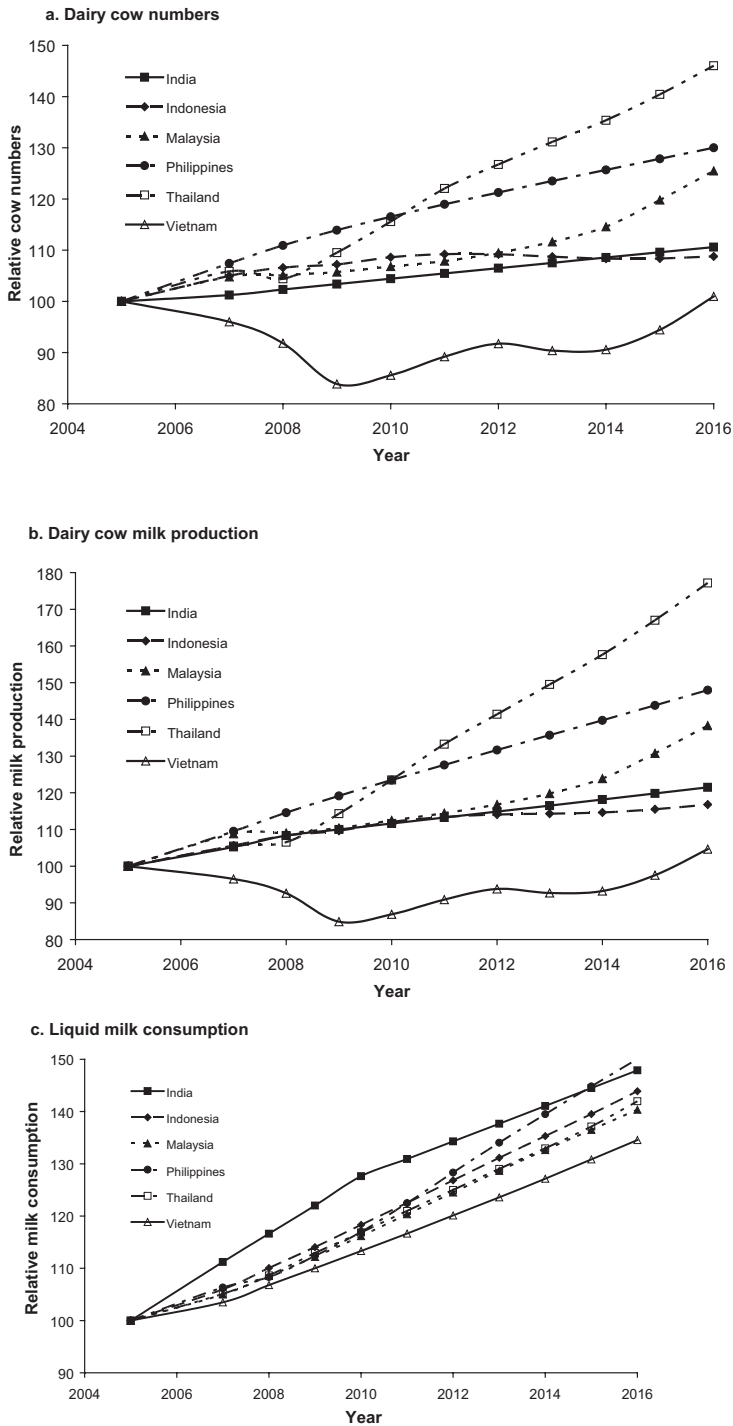 a. Dairy cow numbers
150
140
130
120
110
100
90
80
Relative cow numbers
India
Indonesia
Malaysia
Philippines
Thailand
Vietnam
2004 2006 2008 2010 2012 2014 2016
Year
b. Dairy cow milk production
180
170
160
150
140
130
120
110
100
90
80
Relative milk production
India
Indonesia
Malaysia
Philippines
Thailand
Vietnam
2004 2006 2008 2010 2012 2014 2016
Year
c. Liquid milk consumption
150
140
130
120
110
100
90
Relative milk consumption
India
Indonesia
Malaysia
Philippines
Thailand
Vietnam
2004 2006 2008 2010 2012 2014 2016
Year